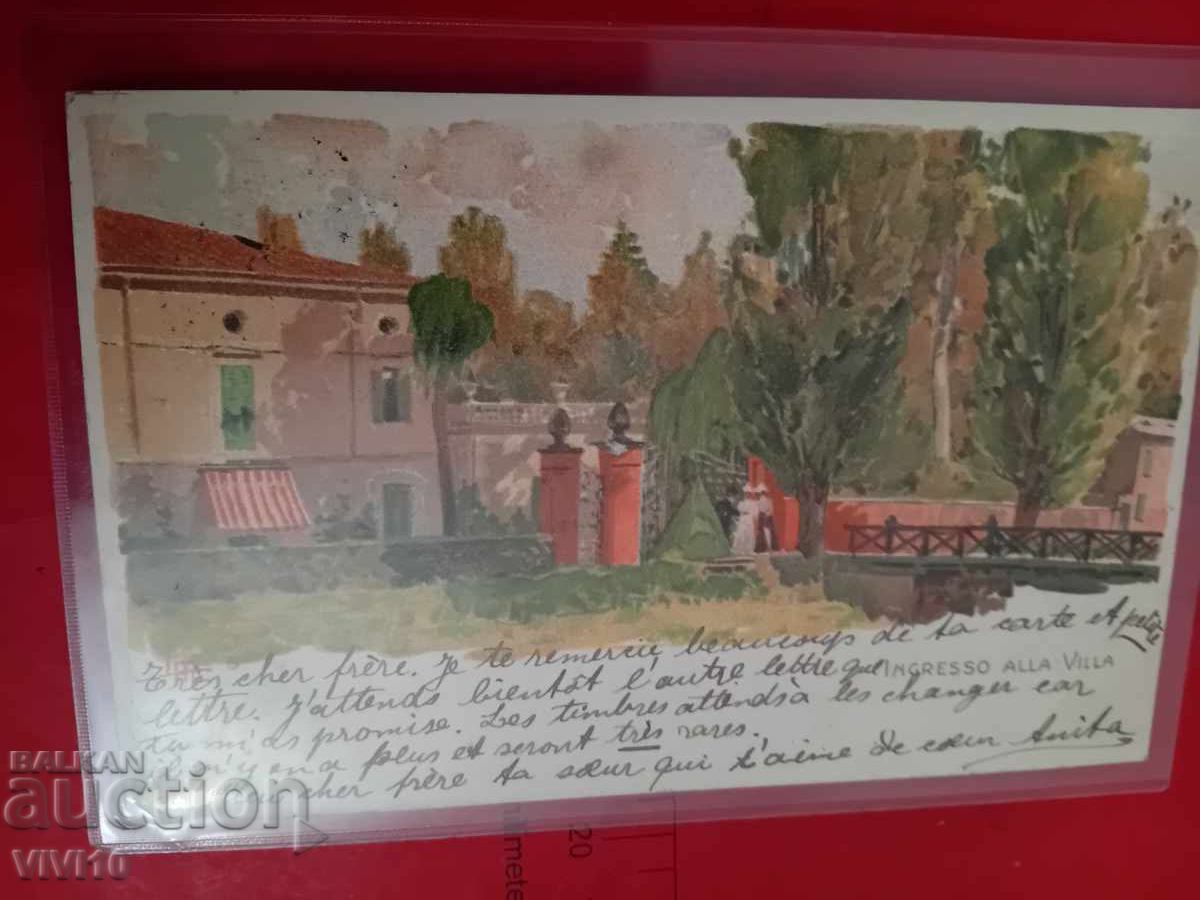 INGRESSO ALLA VILLA
Très cher frère. Je te remercie beaucoups de ta carte et petite
lettre. J'attends bientôt l'autre lettre que
tu m'as promise. Les timbres attends à les changer car
il n'y en a plus et seront très rares.
cher frère ta sœur qui t'aime de cœur Anita
BALKAN
auction
VIVI10
20